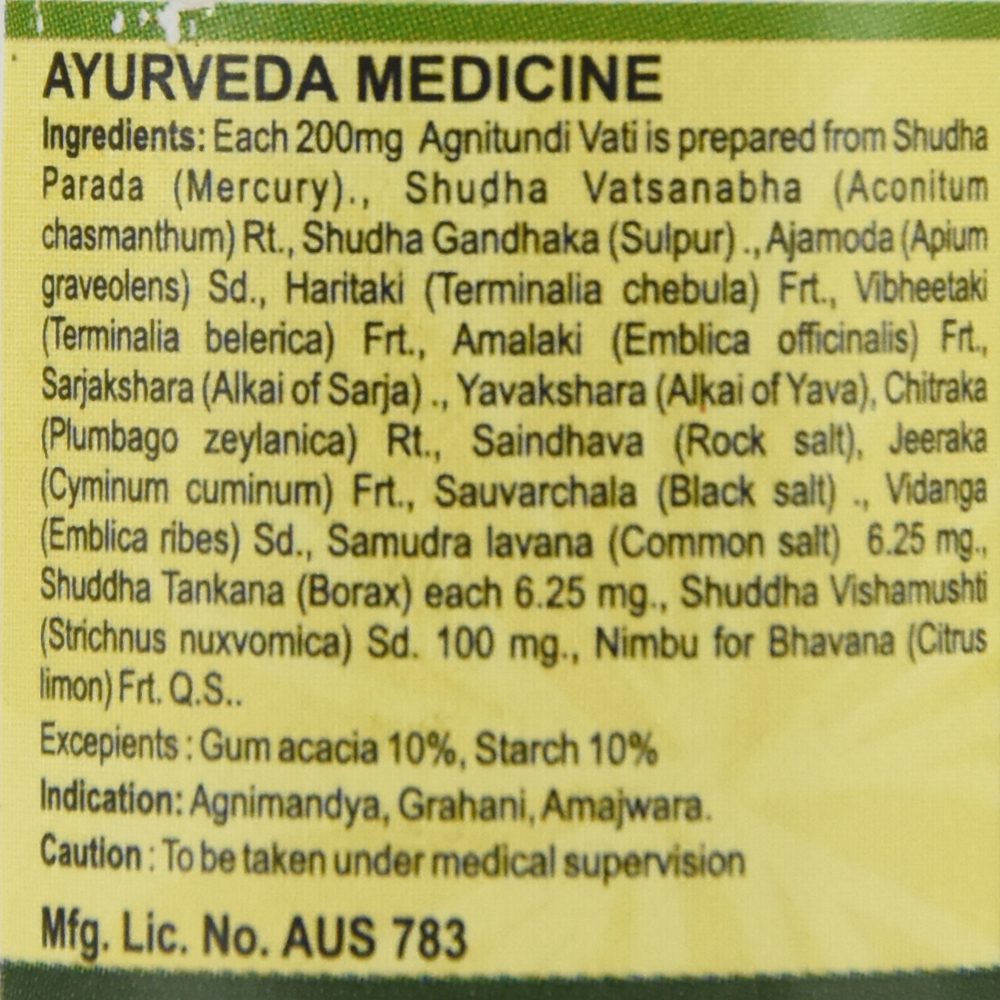 AYURVEDA MEDICINE
Ingredients: Each 200mg Agnitundi Vati is prepared from Shudha
Parada (Mercury)., Shudha Vatsanabha (Aconitum
chasmanthum) Rt., Shudha Gandhaka (Sulpur) ., Ajamoda (Apium
graveolens) Sd., Haritaki (Terminalia chebula) Frt., Vibheetaki
(Terminalia belerica) Frt., Amalaki (Emblica officinalis) Frt.,
Sarjakshara (Alkai of Sarja) ., Yavakshara (Alkai of Yava), Chitraka
(Plumbago zeylanica) Rt., Saindhava (Rock salt), Jeeraka
(Cyminum cuminum) Frt., Sauvarchala (Black salt) ., Vidanga
(Emblica ribes) Sd., Samudra lavana (Common salt) 6.25 mg.,
Shuddha Tankana (Borax) each 6.25 mg., Shuddha Vishamushti
(Strichnus nuxvomica) Sd. 100 mg., Nimbu for Bhavana (Citrus
limon) Frt. Q.S..
Excepients : Gum acacia 10%, Starch 10%
Indication: Agnimandya, Grahani, Amajwara.
Caution : To be taken under medical supervision
Mfg. Lic. No. AUS 783